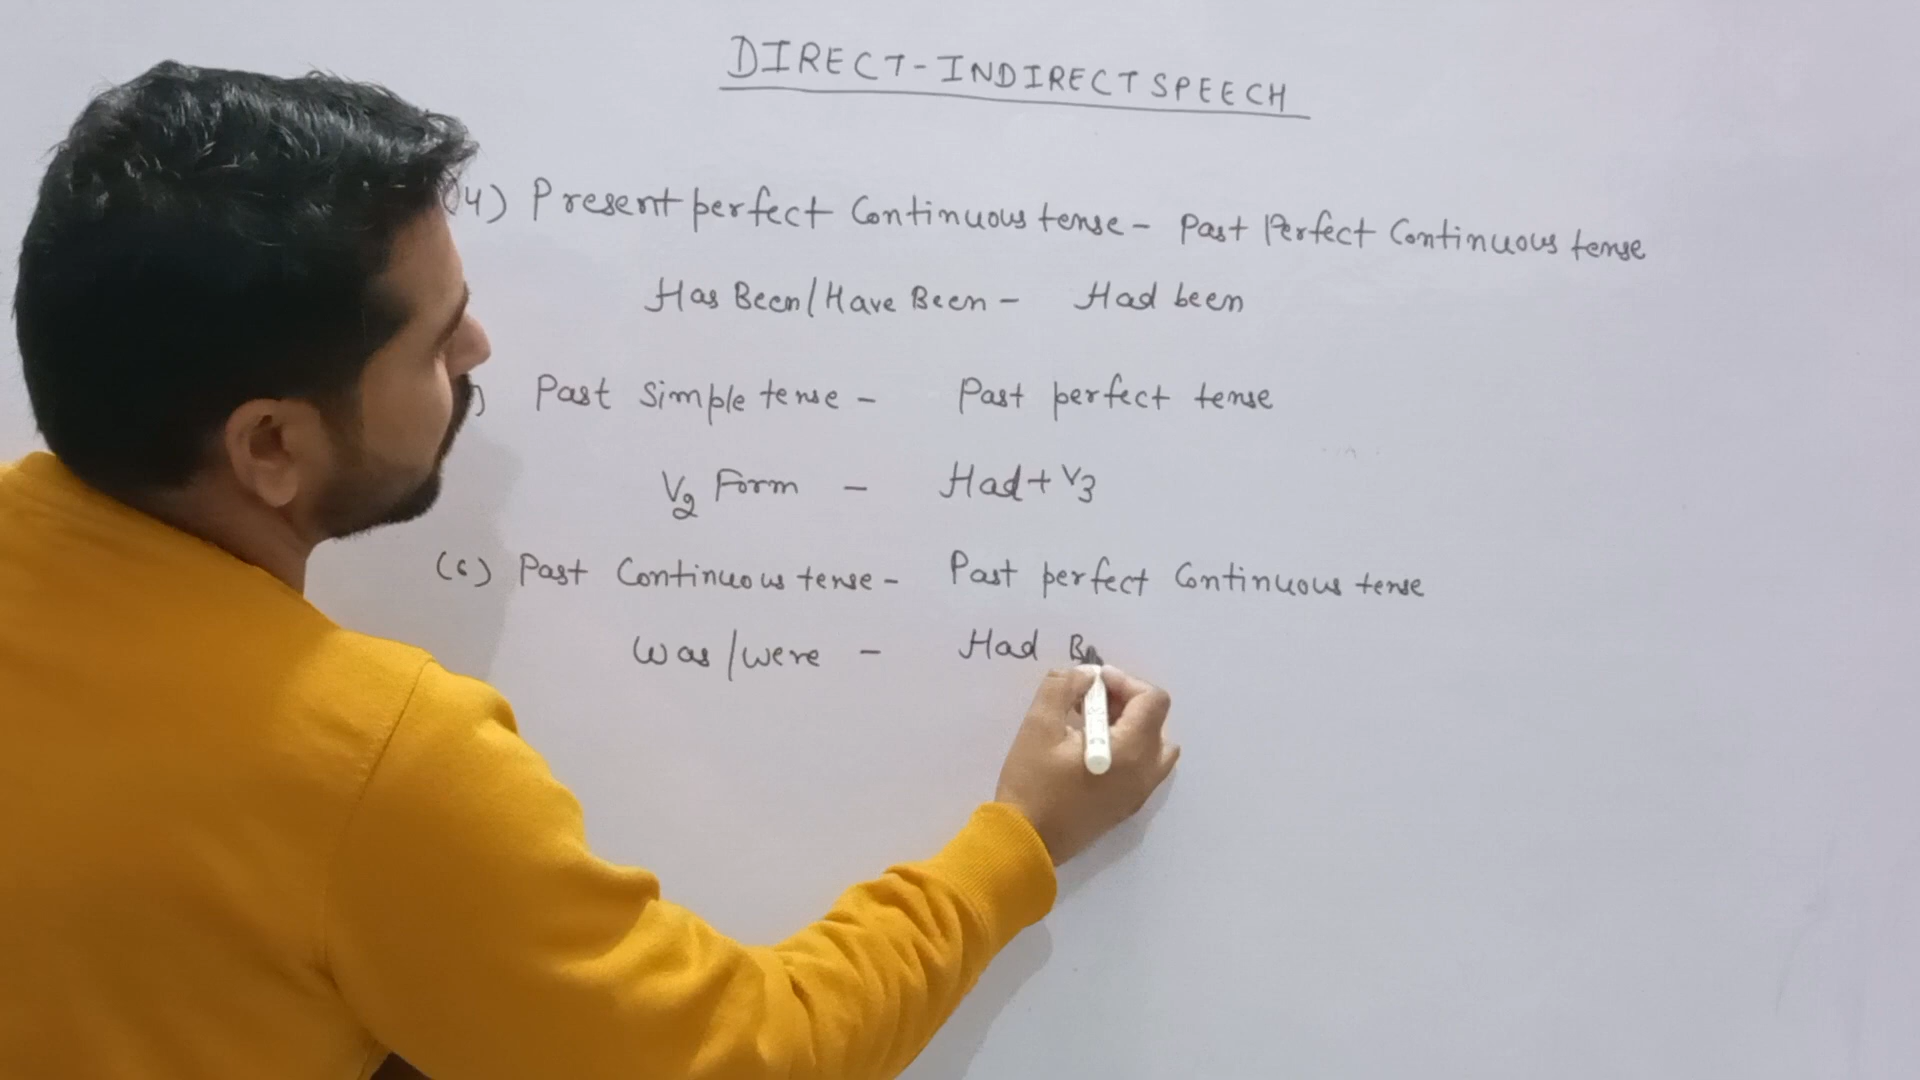 DIRECT-INDIRECT SPEECH
(4) Present perfect Continuous tense - Past Perfect Continuous tense
Has Been/Have Been - Had been
) Past Simple tense - Past perfect tense
V2 Form - Had+V3
(6) Past Continuous tense - Past perfect Continuous tense
Was/were - Had